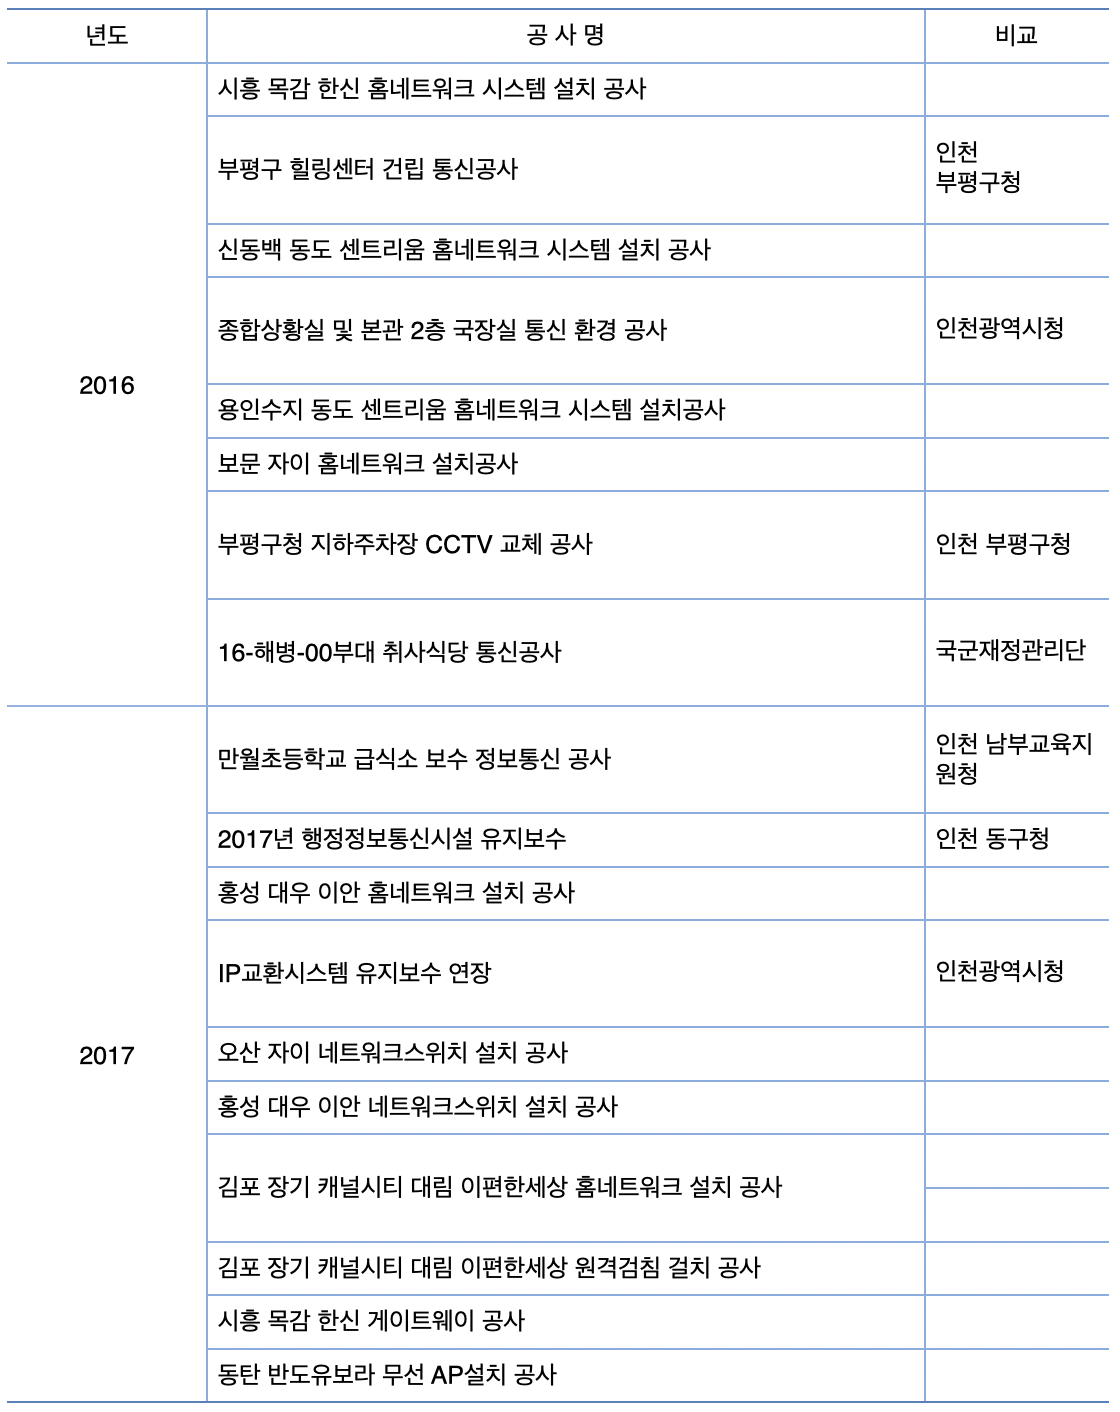 년도 공 사 명 비교
시흥 목감 한신 홈네트워크 시스템 설치 공사
부평구 힐링센터 건립 통신공사
인천
부평구청
신동백 동도 센트리움 홈네트워크 시스템 설치 공사
종합상황실 및 본관 2층 국장실 통신 환경 공사 인천광역시청
2016
용인수지 동도 센트리움 홈네트워크 시스템 설치공사
보문 자이 홈네트워크 설치공사
부평구청 지하주차장 CCTV 교체 공사 인천 부평구청
16-해병-00부대 취사식당 통신공사 국군재정관리단
만월초등학교 급식소 보수 정보통신 공사
인천 남부교육지
원청
2017년 행정정보통신시설 유지보수 인천 동구청
홍성 대우 이안 홈네트워크 설치 공사
IP교환시스템 유지보수 연장 인천광역시청
2017
오산 자이 네트워크스위치 설치 공사
홍성 대우 이안 네트워크스위치 설치 공사
김포 장기 캐널시티 대림 이편한세상 홈네트워크 설치 공사
김포 장기 캐널시티 대림 이편한세상 원격검침 걸치 공사
시흥 목감 한신 게이트웨이 공사
동탄 반도유보라 무선 AP설치 공사